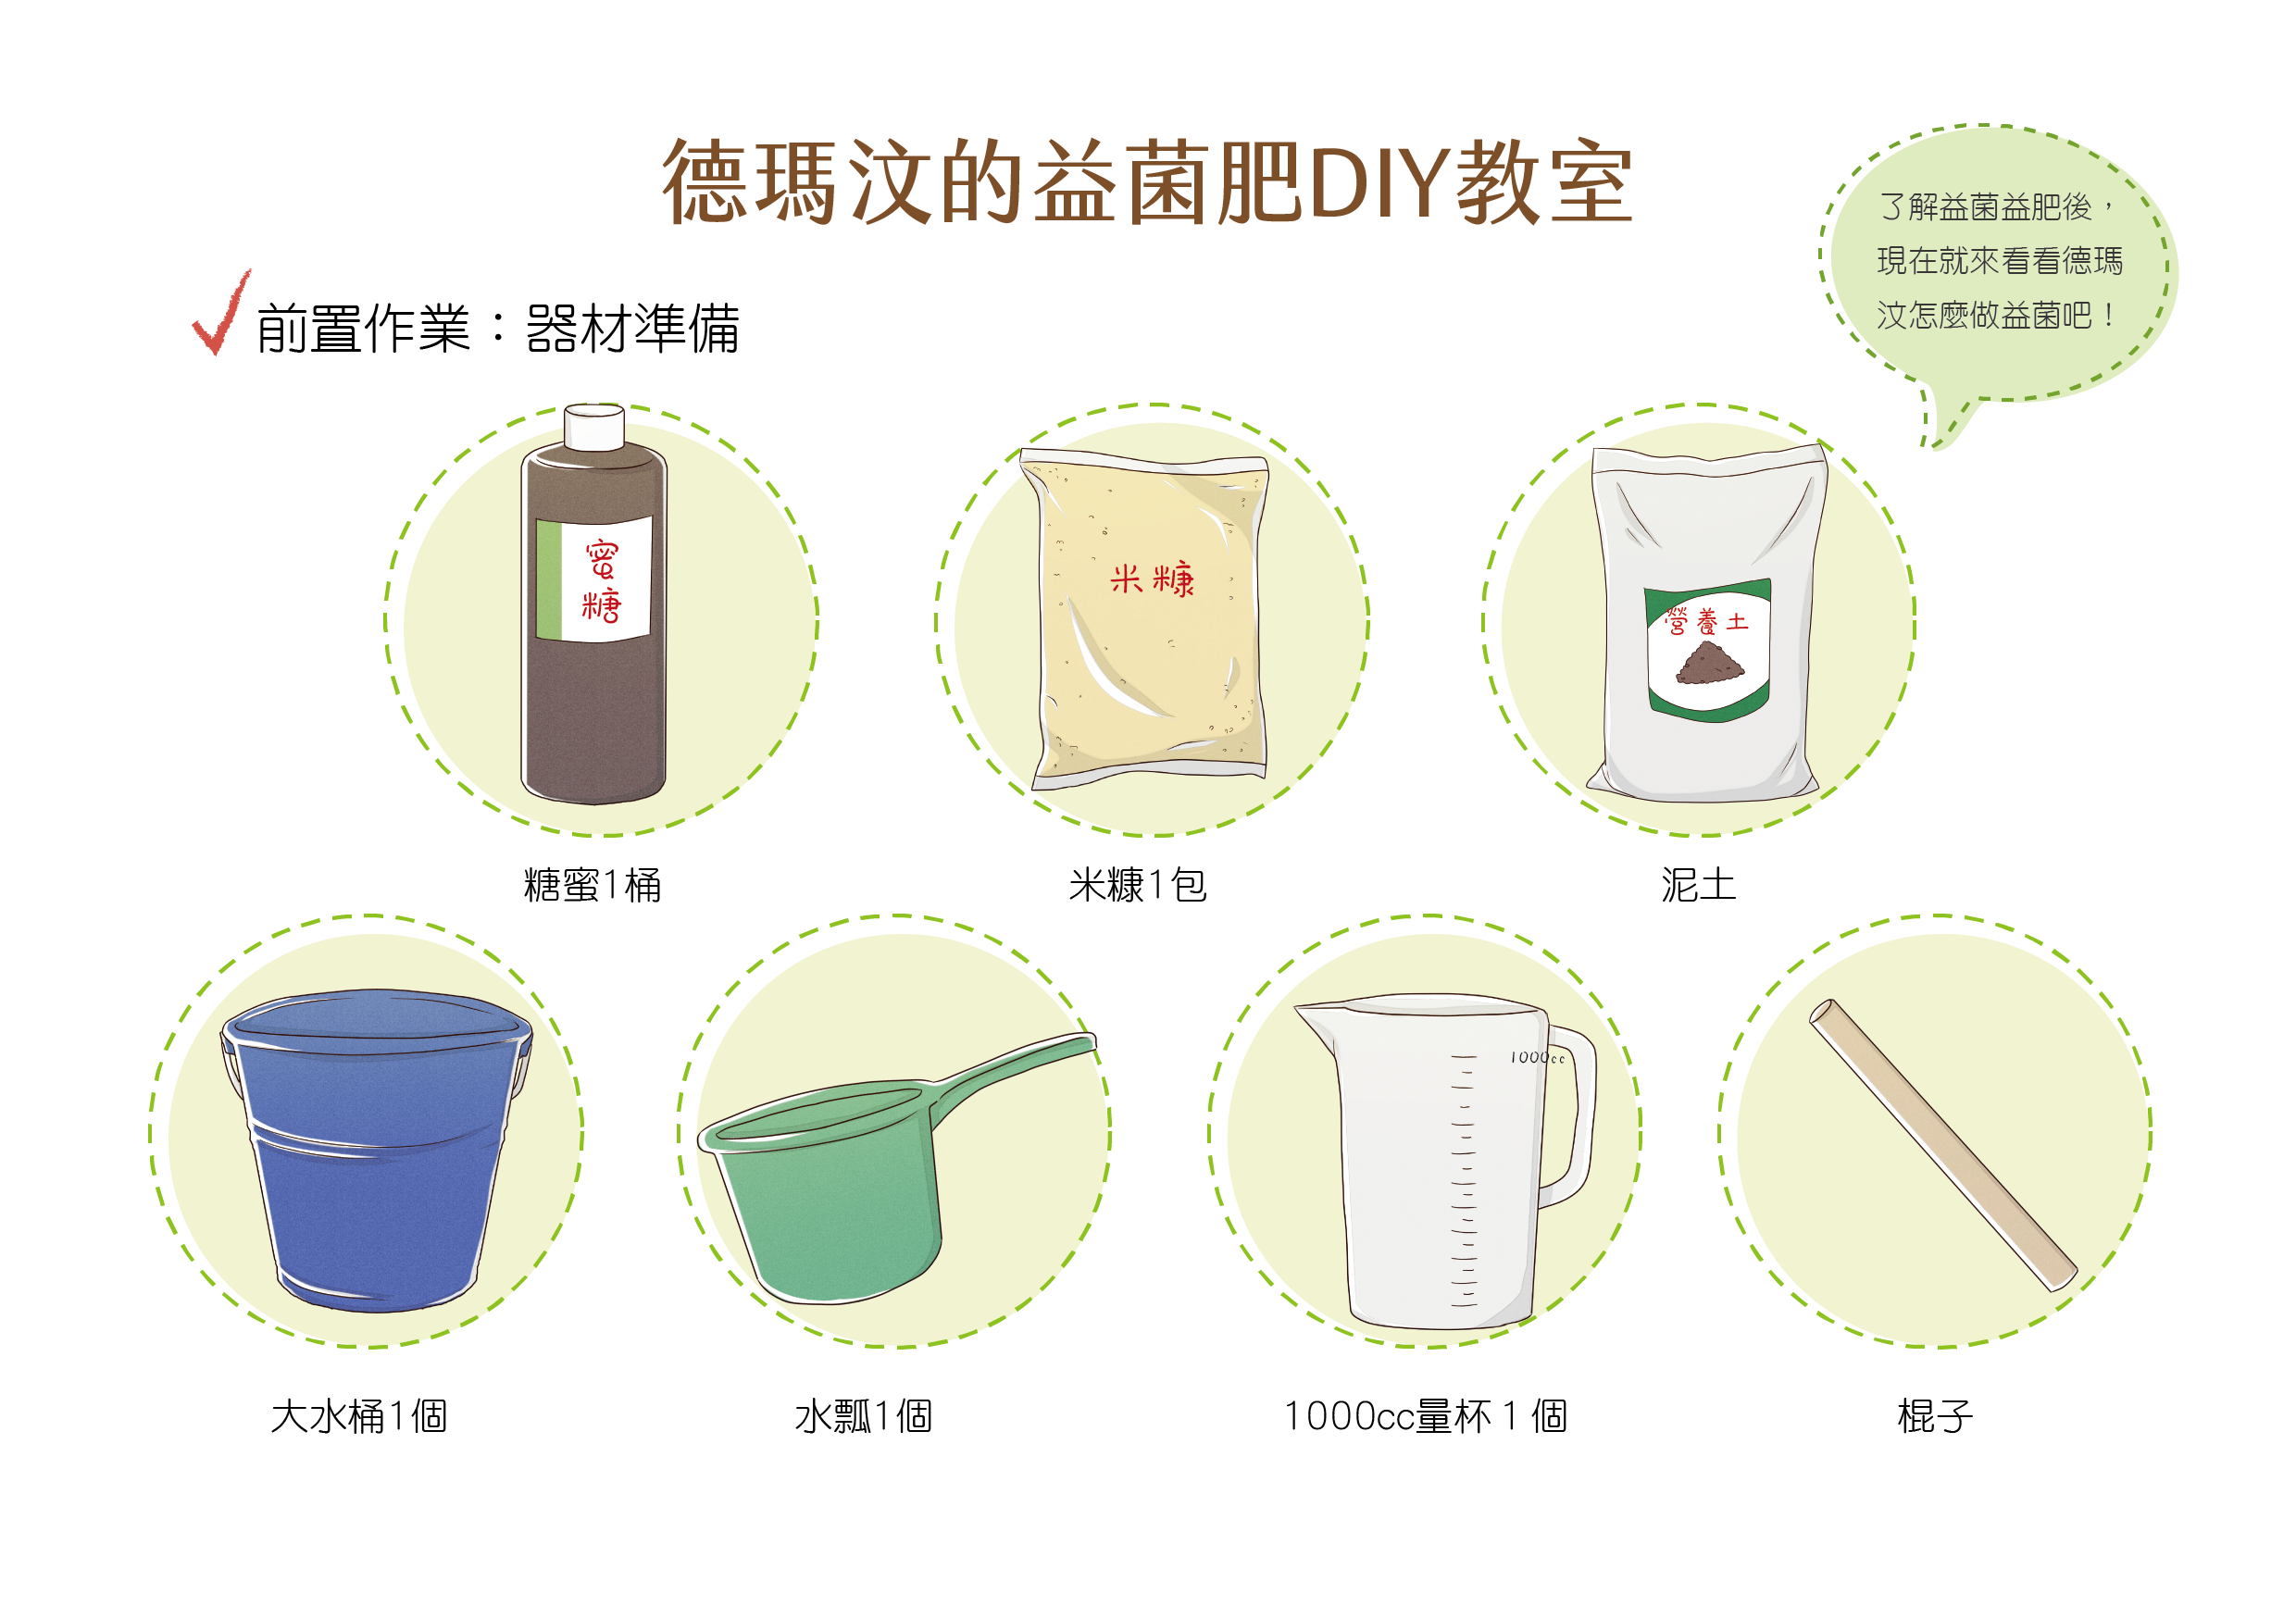 德瑪汶的益菌肥DIY教室
了解益菌益肥後，
現在就來看看德瑪
汶怎麼做益菌吧！
前置作業：器材準備
蜜
糖
米糠
營養土
糖蜜1桶
米糠1包
泥土
1000cc
大水桶1個
水瓢1個
1000cc量杯１個
棍子